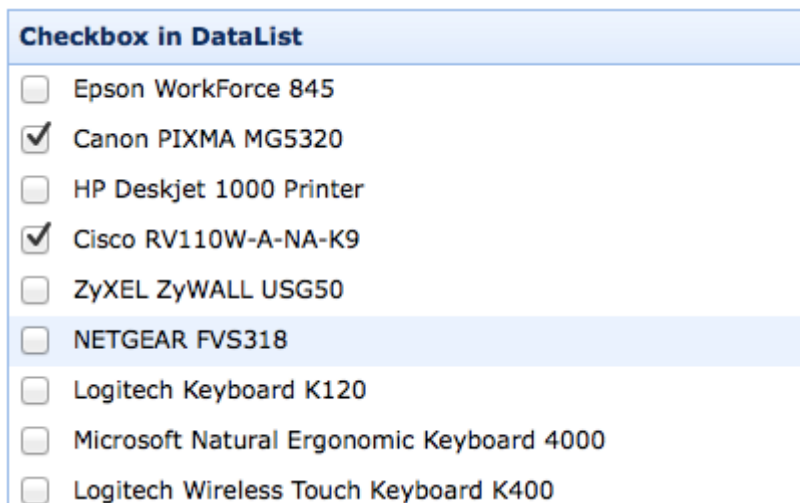 Checkbox in DataList
Epson WorkForce 845
Canon PIXMA MG5320
HP Deskjet 1000 Printer
Cisco RV110W-A-NA-K9
ZyXEL ZyWALL USG50
NETGEAR FVS318
Logitech Keyboard K120
Microsoft Natural Ergonomic Keyboard 4000
Logitech Wireless Touch Keyboard K400